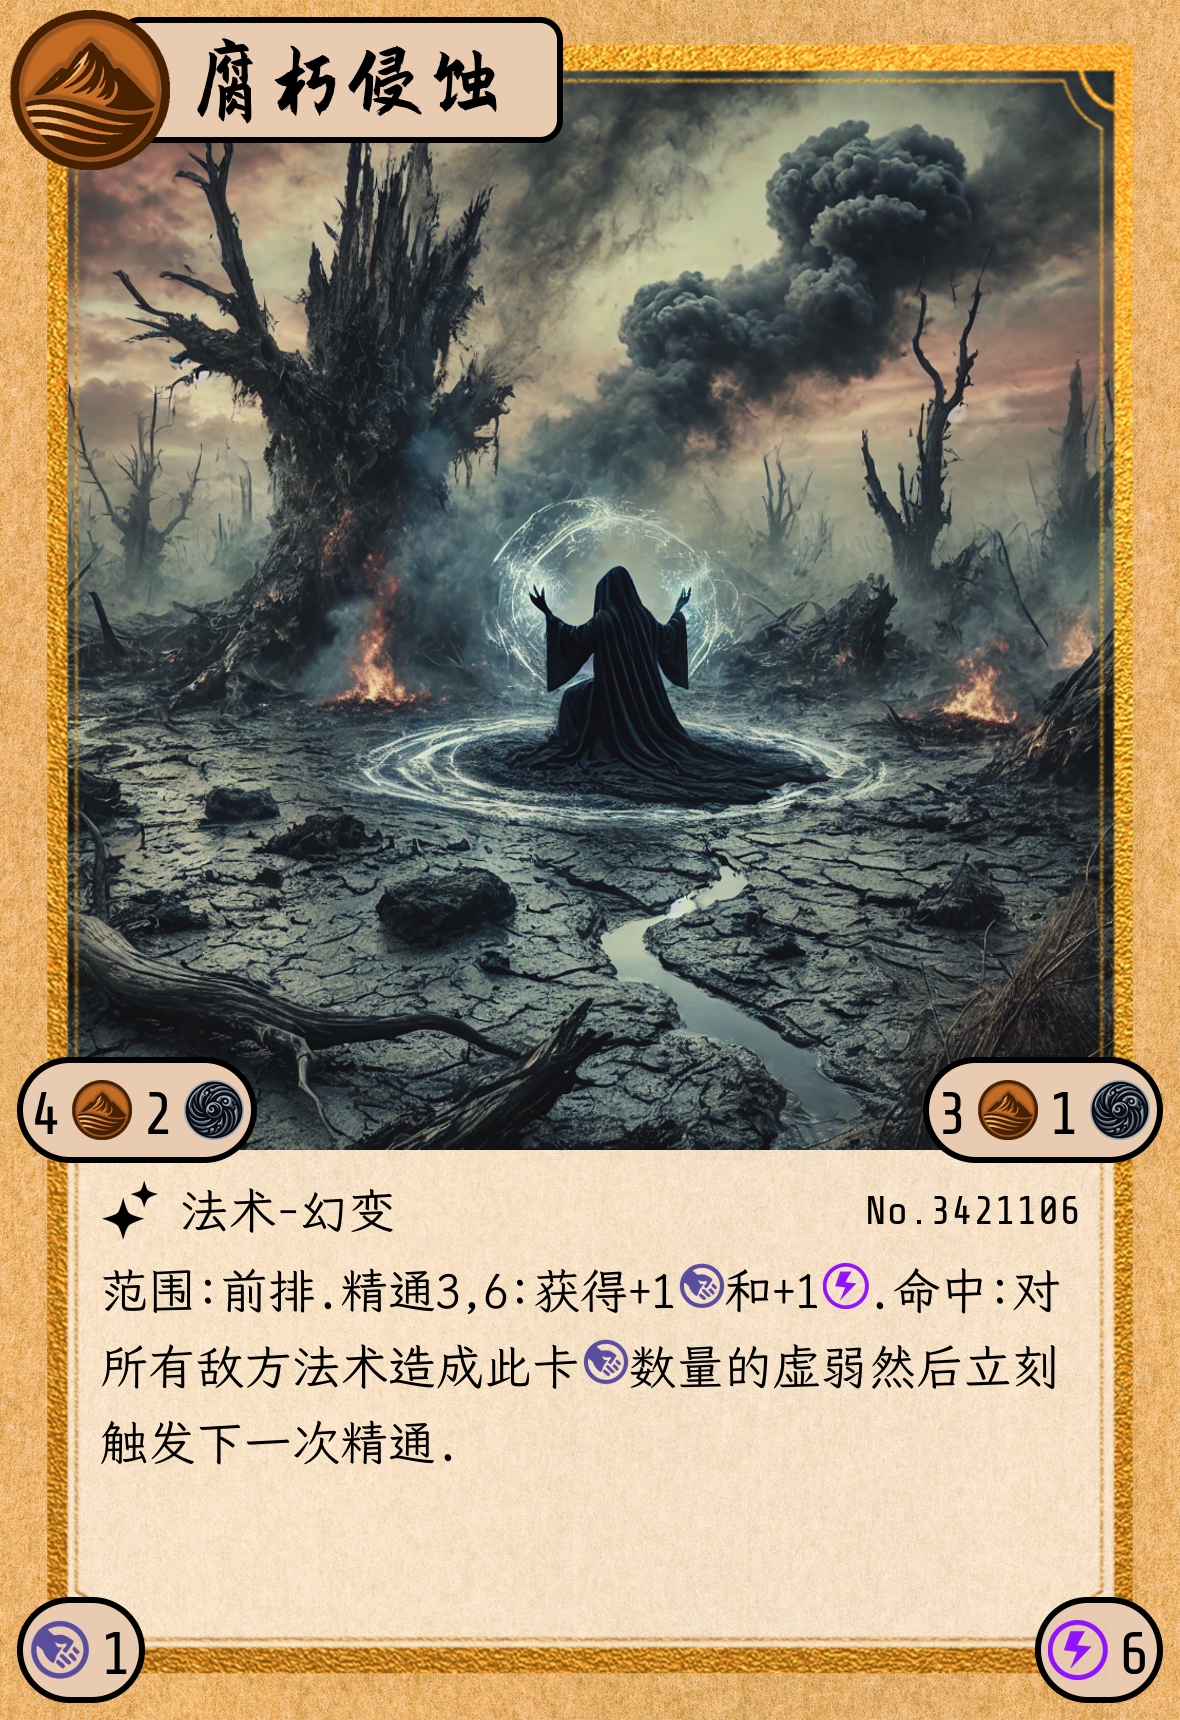 腐朽侵蚀
4 2
3 1
法术-幻变
No.3421106
范围:前排.精通3,6:获得+1和+1.命中:对
所有敌方法术造成此卡数量的虚弱然后立刻
触发下一次精通.
1
6